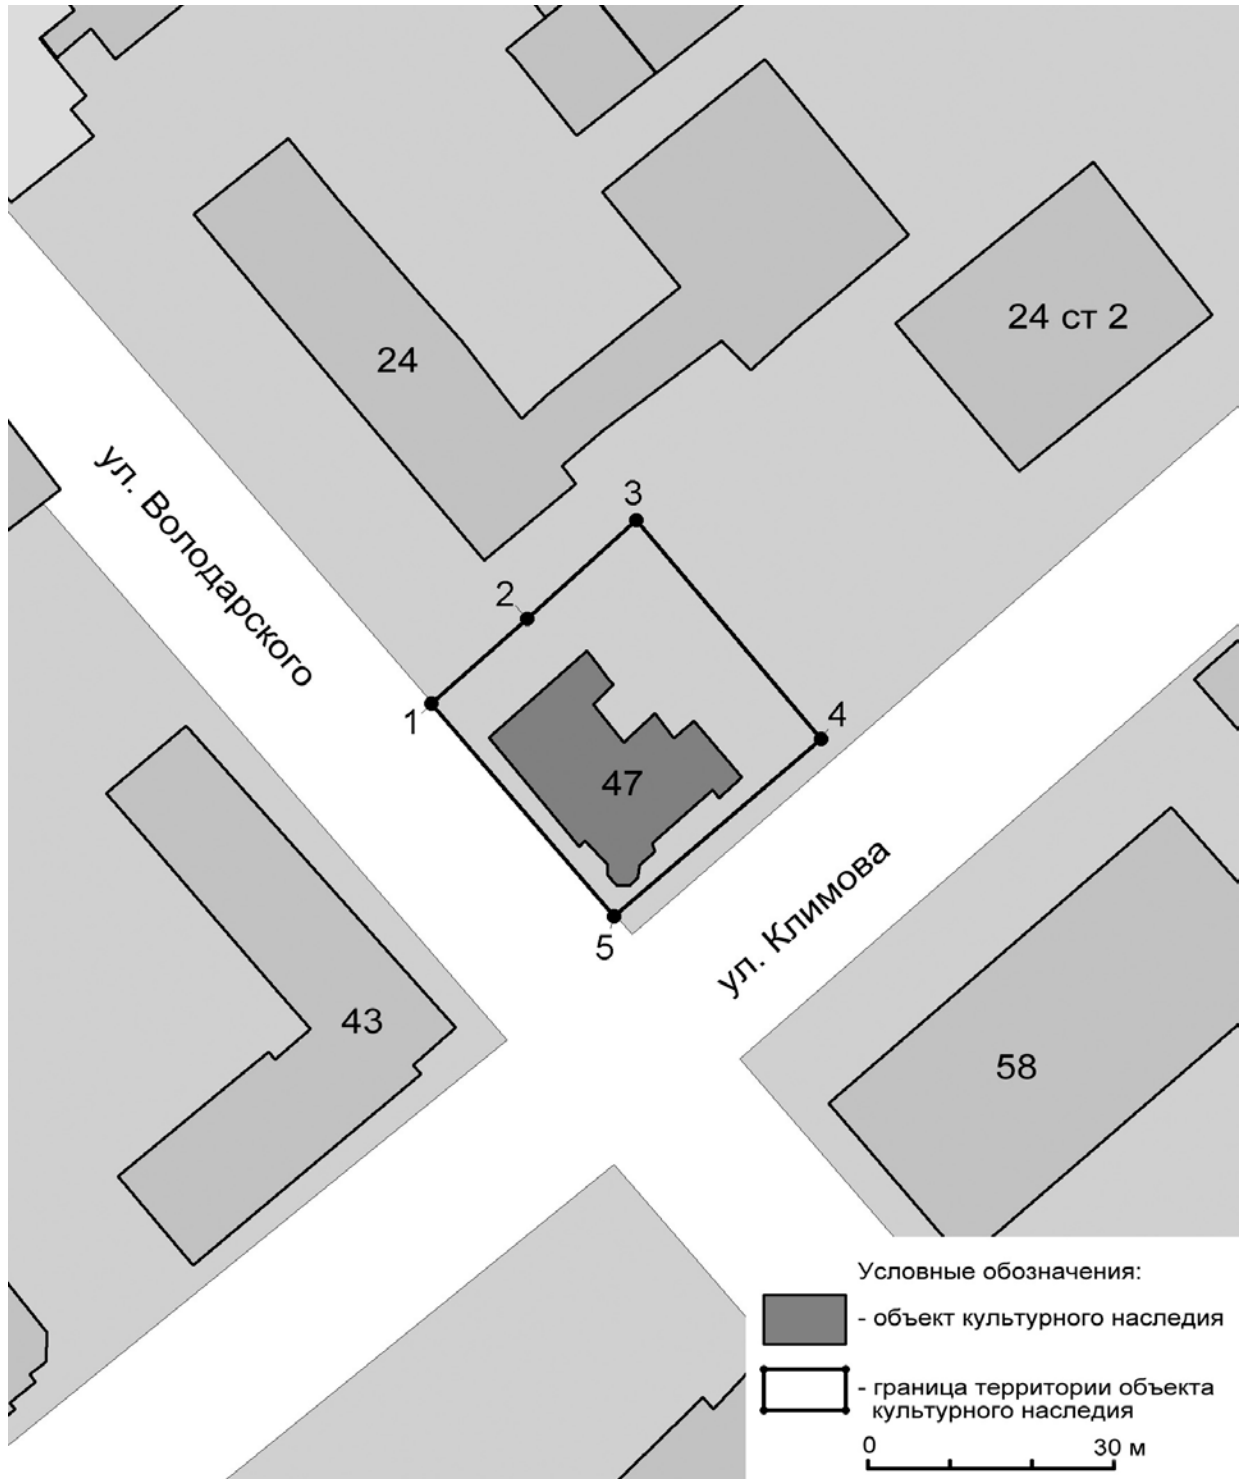 24 ст 2
24
ул. Володарского
3
2
1
4
47
5
ул. Климова
43
58
Условные обозначения:
- объект культурного наследия
- граница территории объекта
культурного наследия
0 30 м